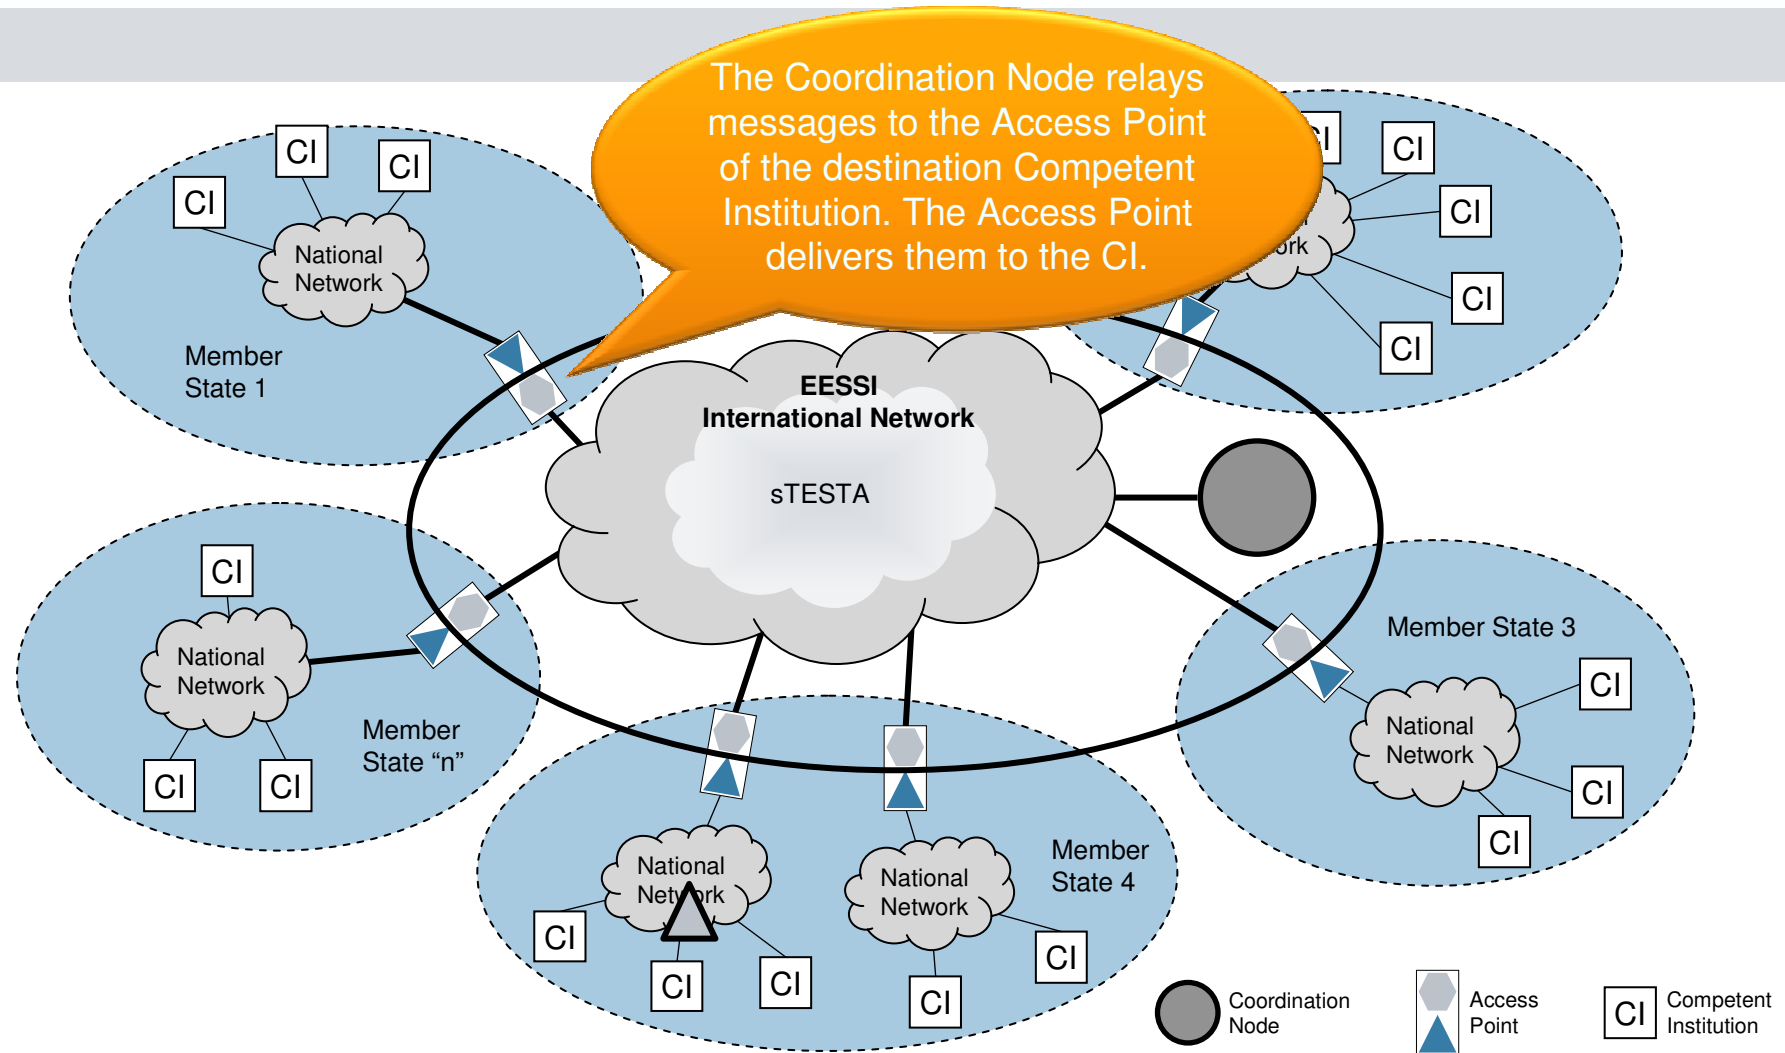 The Coordination Node relays
messages to the Access Point
of the destination Competent
Institution. The Access Point
delivers them to the CI.
CI
CI
CI
National
Network
Member
State 1
CI
CI
CI
CI
EESSI
International Network
sTESTA
CI
National
Network
Member
State “n”
CI
CI
Member State 3
CI
National
Network
CI
CI
National
Network
CI
CI
CI
National
Network
Member
State 4
CI
CI
Coordination
Node
Access
Point
CI
Competent
Institution